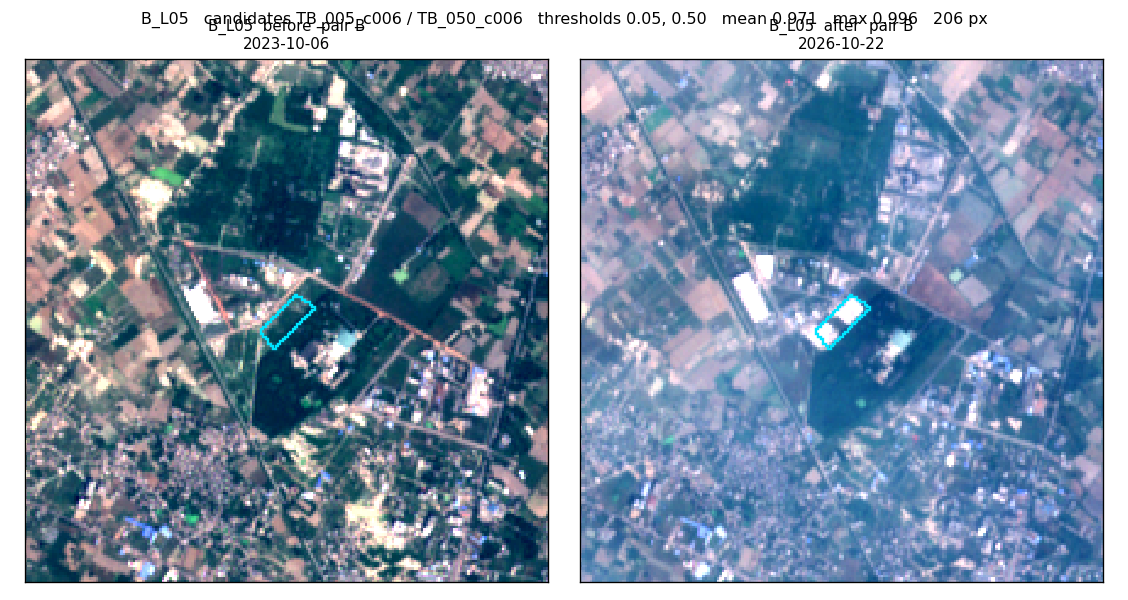 B_L05   candidates TB_005_c006 / TB_050_c006   thresholds 0.05, 0.50   mean 0.971   max 0.996   206 px
B_L05  before  pair B
2023-10-06
B_L05  after  pair B
2026-10-22